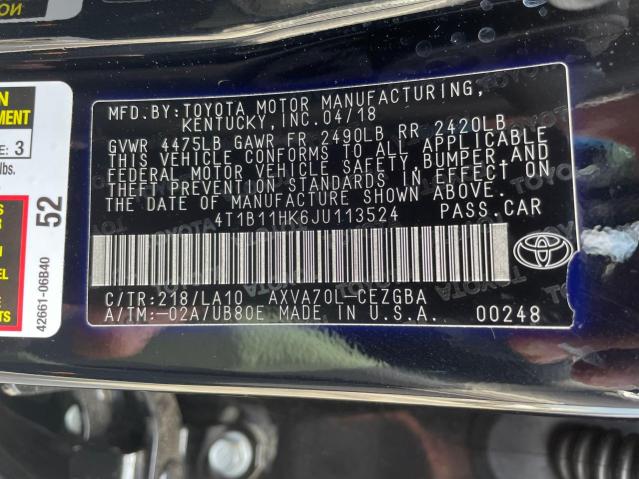 MFD.BY:TOYOTA MOTOR MANUFACTURING,
KENTUCKY, INC.04/18
GVWR 4475LB GAWR FR 2490LB RR 2420LB
THIS VEHICLE CONFORMS TO ALL APPLICABLE
FEDERAL MOTOR VEHICLE SAFETY, BUMPER,AND
THEFT PREVENTION STANDARDS IN EFFECT ON
THE DATE OF MANUFACTURE SHOWN ABOVE.
4T1B11HK6JU113524 PASS.CAR
C/TR:218/LA10 AXVA70L-CEZGBA
A/TM:-02A/UB80E MADE IN U.S.A. 00248
TOYOTA
52
42661-06B40
3
lbs.